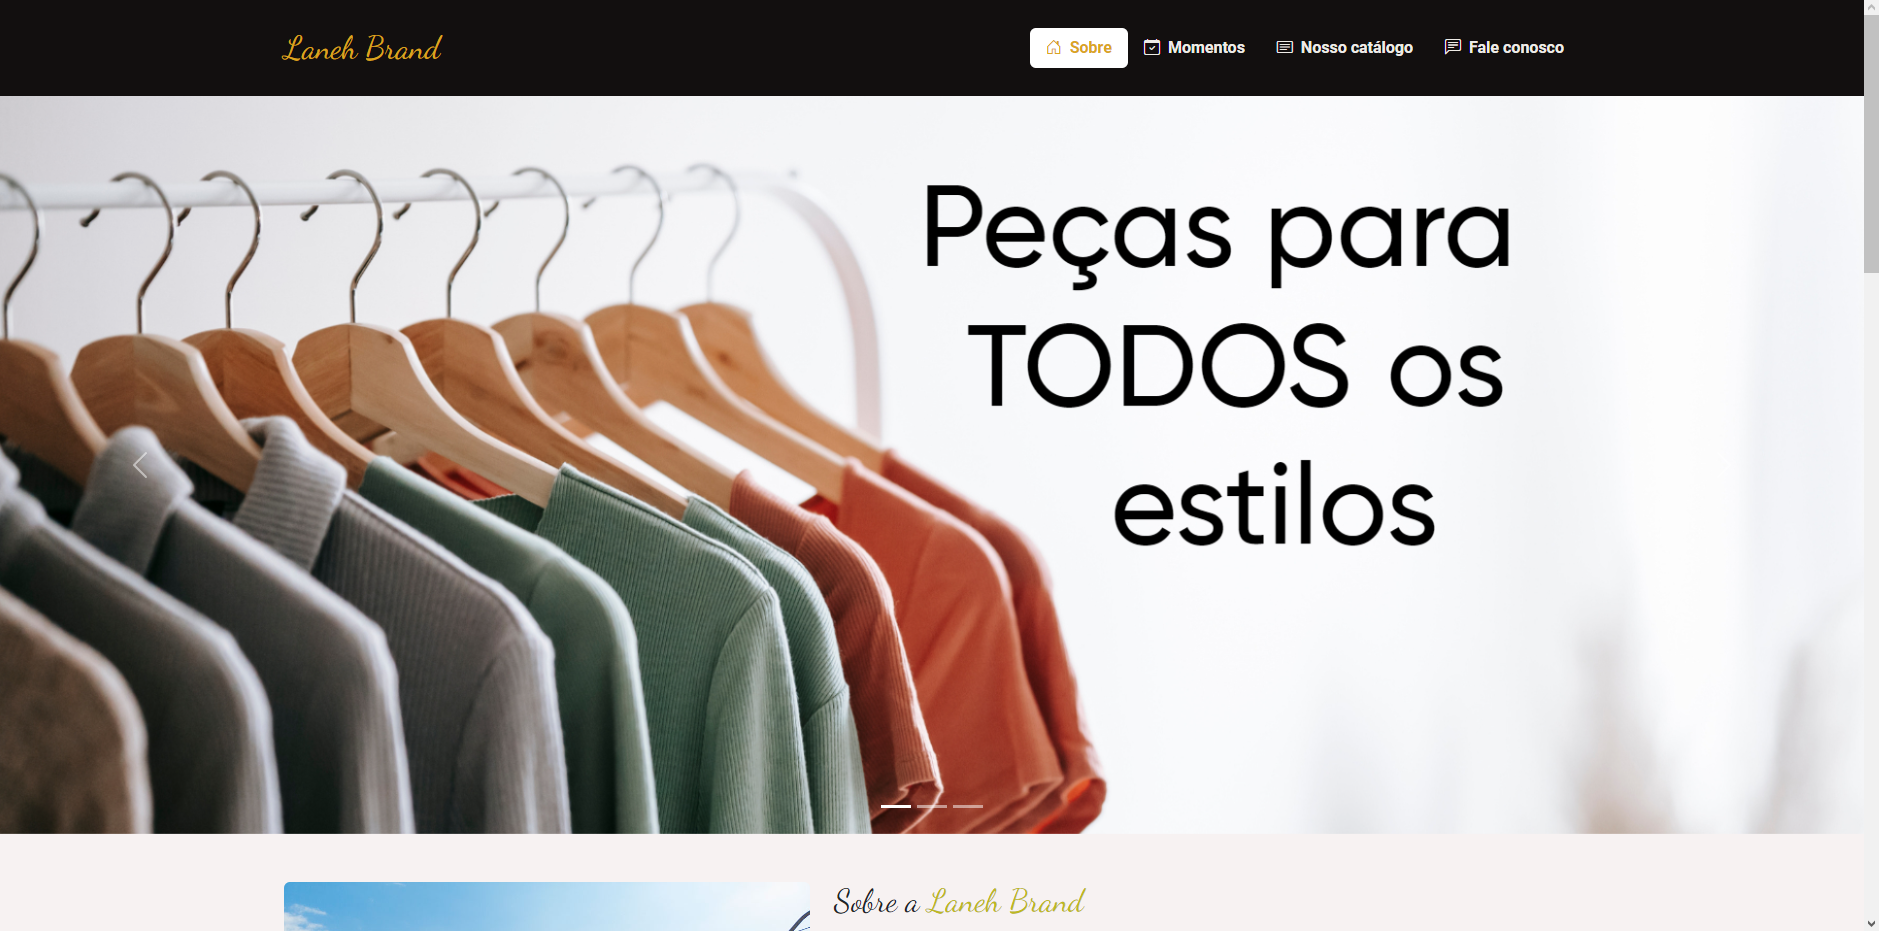 Laneh Brand
Sobre
Momentos
Nosso catálogo
Fale conosco
Peças para
TODOS os
estilos
Sobre a Laneh Brand